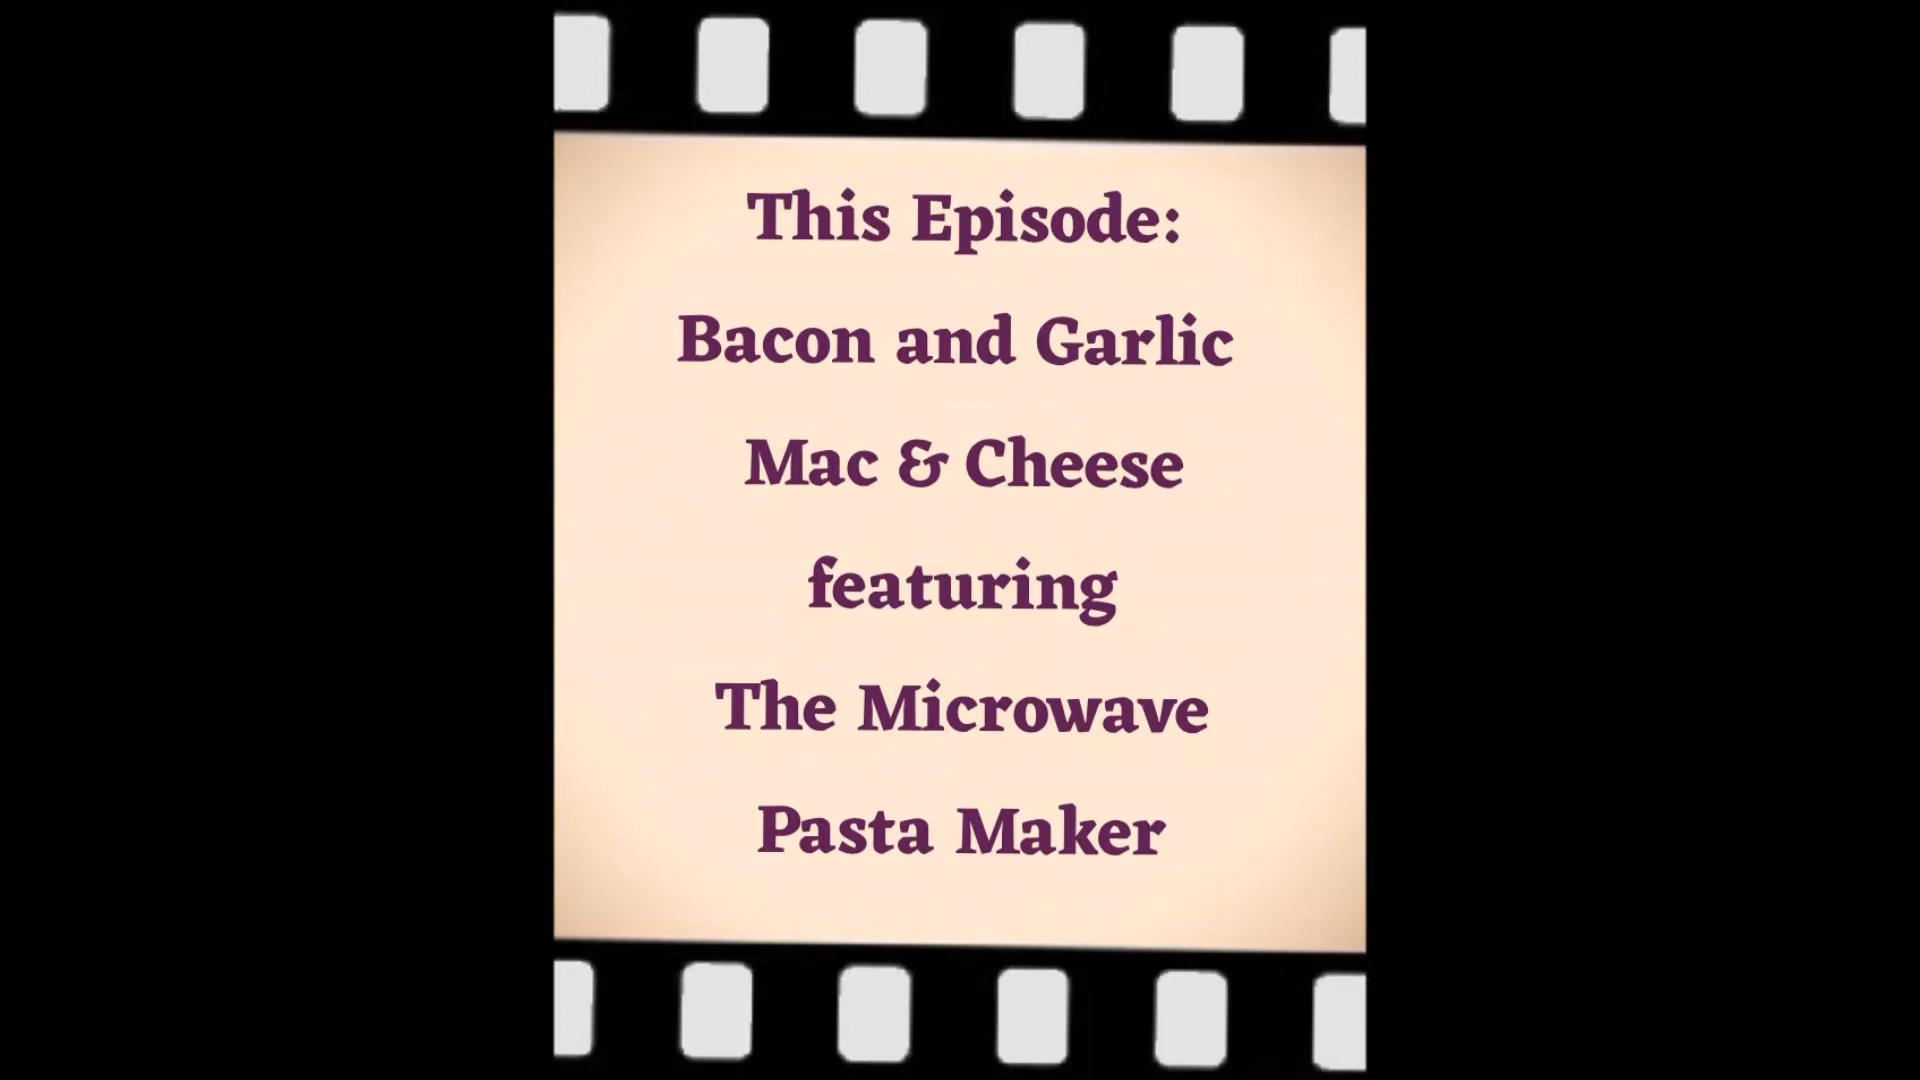 This Episode:
Bacon and Garlic
Mac & Cheese
featuring
The Microwave
Pasta Maker